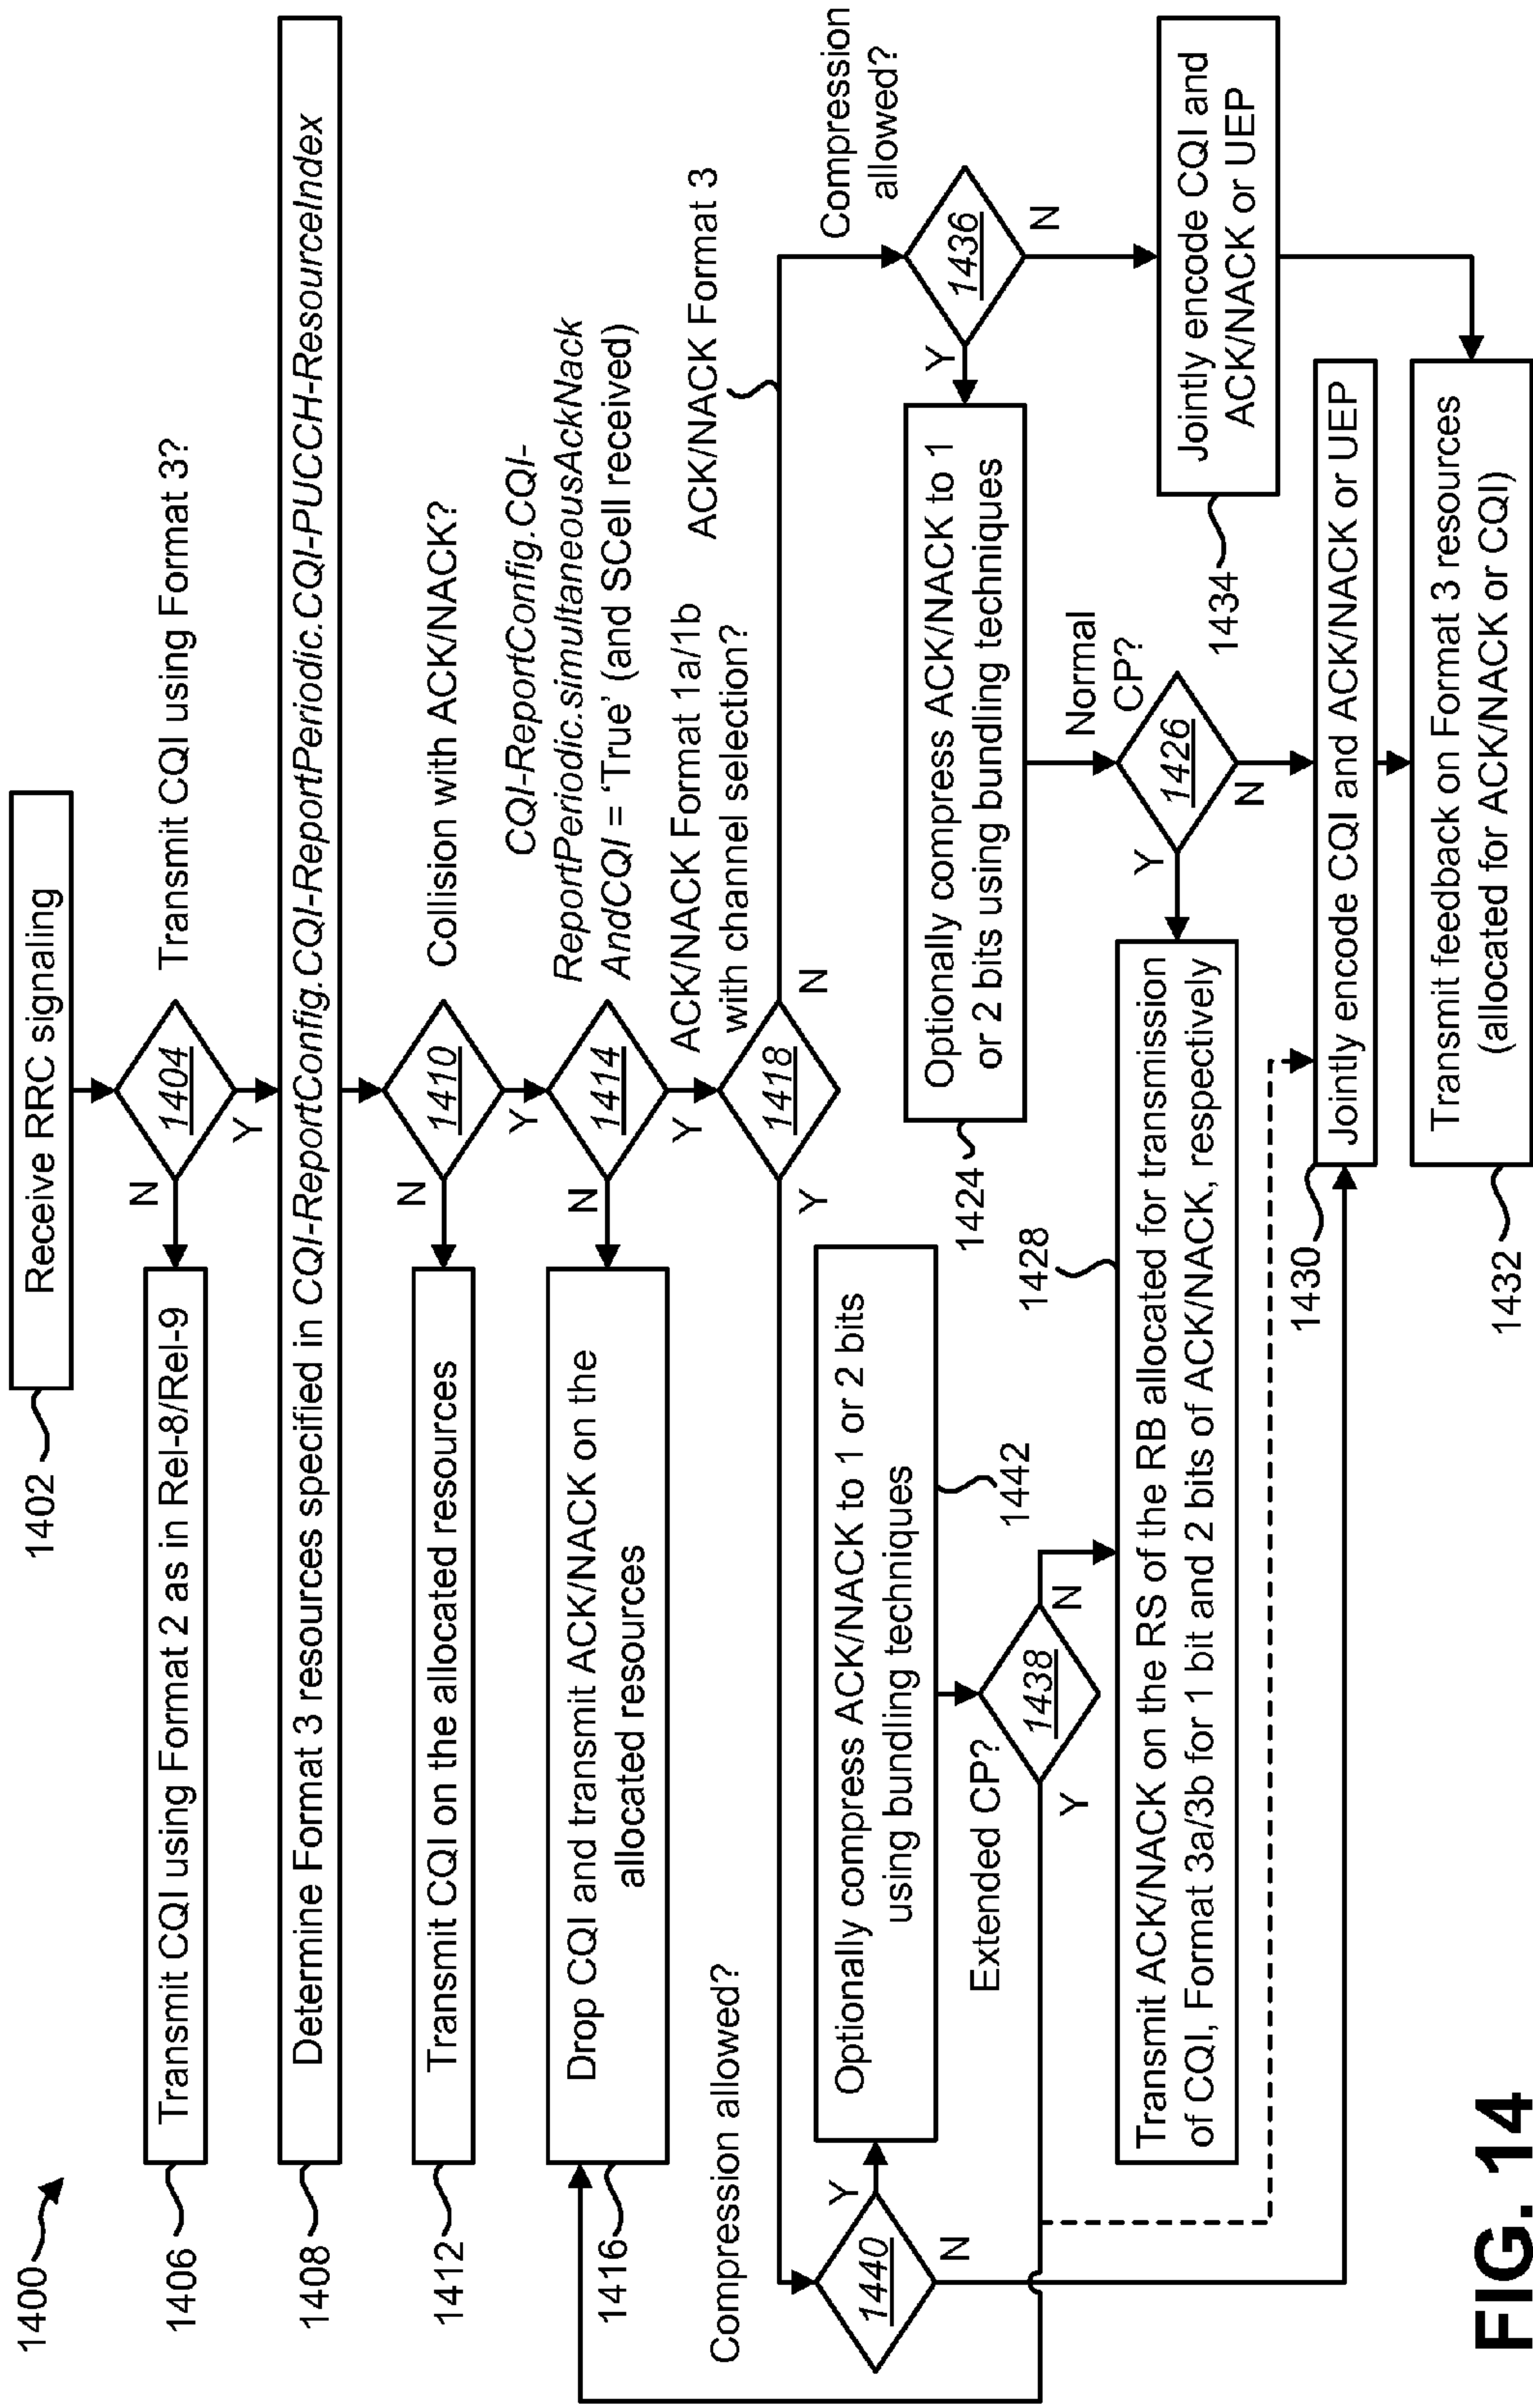 1400
1402
Receive RRC signaling
1404
Transmit CQI using Format 3?
N
Y
1406
Transmit CQI using Format 2 as in Rel-8/Rel-9
1408
Determine Format 3 resources specified in CQI-ReportConfig.CQI-ReportPeriodic.CQI-PUCCH-ResourceIndex
1410
Collision with ACK/NACK?
N
Y
1412
Transmit CQI on the allocated resources
1414
CQI-ReportConfig.CQI-
ReportPeriodic.simultaneousAckNack
AndCQI = 'True' (and SCell received)
N
Y
1416
Drop CQI and transmit ACK/NACK on the
allocated resources
ACK/NACK Format 1a/1b
with channel selection?
1418
Y
N
ACK/NACK Format 3
Compression allowed?
1440
Y
N
Optionally compress ACK/NACK to 1 or 2 bits
using bundling techniques
1442
Extended CP?
1438
Y
N
Compression
allowed?
1436
Y
N
1424
Optionally compress ACK/NACK to 1
or 2 bits using bundling techniques
Normal
CP?
1426
Y
N
1434
Jointly encode CQI and
ACK/NACK or UEP
1428
Transmit ACK/NACK on the RS of the RB allocated for transmission
of CQI, Format 3a/3b for 1 bit and 2 bits of ACK/NACK, respectively
1430
Jointly encode CQI and ACK/NACK or UEP
1432
Transmit feedback on Format 3 resources
(allocated for ACK/NACK or CQI)
FIG. 14